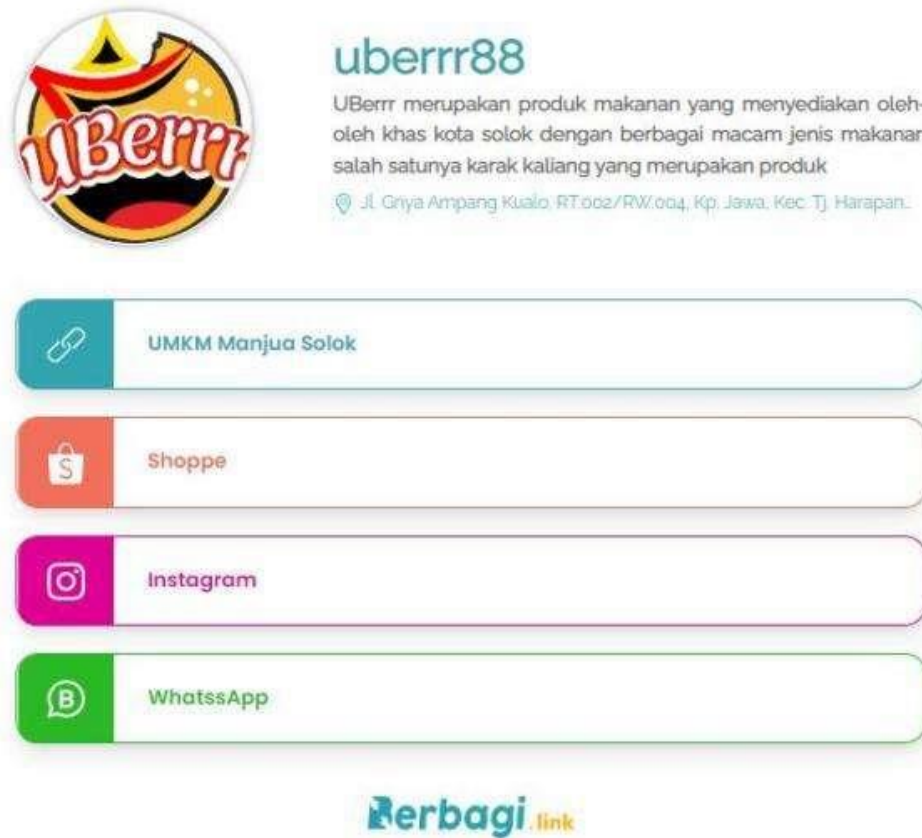 UBerrr
uberrr88
UBerrr merupakan produk makanan yang menyediakan oleh-
oleh khas kota solok dengan berbagai macam jenis makanan
salah satunya karak kaliang yang merupakan produk
Jl. Griya Ampang Kualo, RT.002/RW.004, Kp. Jawa, Kec. Tj. Harapan...
UMKM Manjua Solok
Shoppe
Instagram
WhatssApp
Berbagi.link